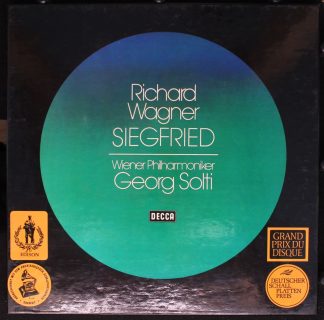 Richard
Wagner
SIEGFRIED
Wiener Philharmoniker
Georg Solti
DECCA
EDISON
GRAND
PRIX DU
DISQUE
DEUTSCHER
SCHALL
PLATTEN
PREIS